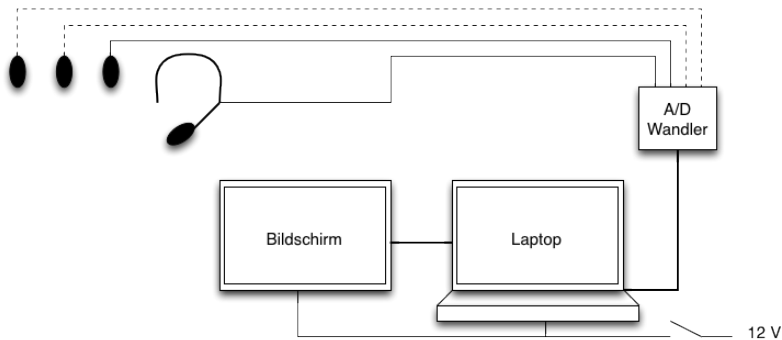 A/D
Wandler
Bildschirm
Laptop
12 V